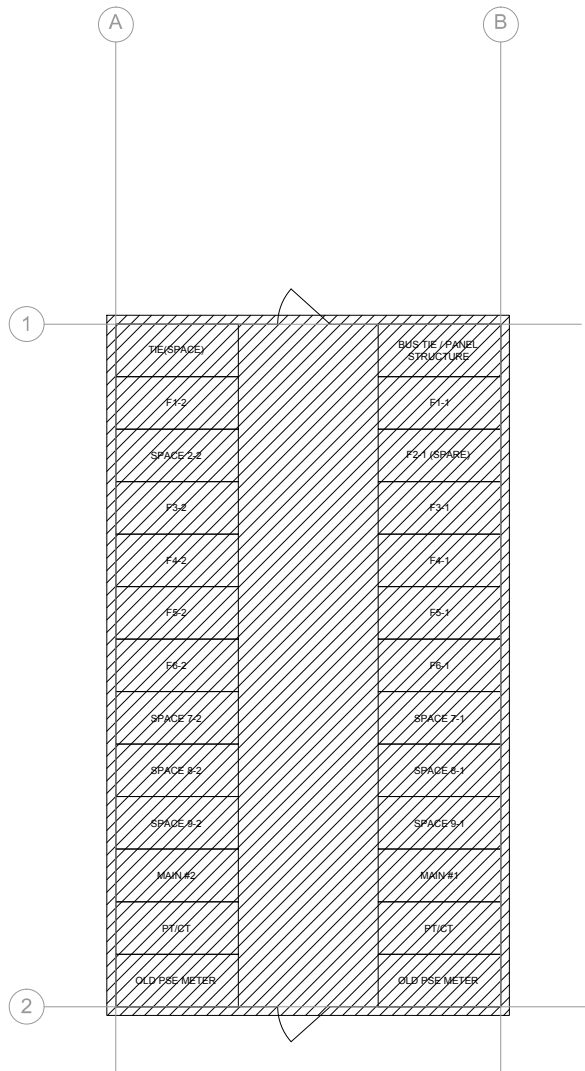 A
B
1
TIE(SPACE)
BUS TIE / PANEL
STRUCTURE
F1-2
F1-1
SPACE 2-2
F2-1 (SPARE)
F3-2
F3-1
F4-2
F4-1
F5-2
F5-1
F6-2
F6-1
SPACE 7-2
SPACE 7-1
SPACE 8-2
SPACE 8-1
SPACE 9-2
SPACE 9-1
MAIN #2
MAIN #1
PT/CT
PT/CT
OLD PSE METER
OLD PSE METER
2